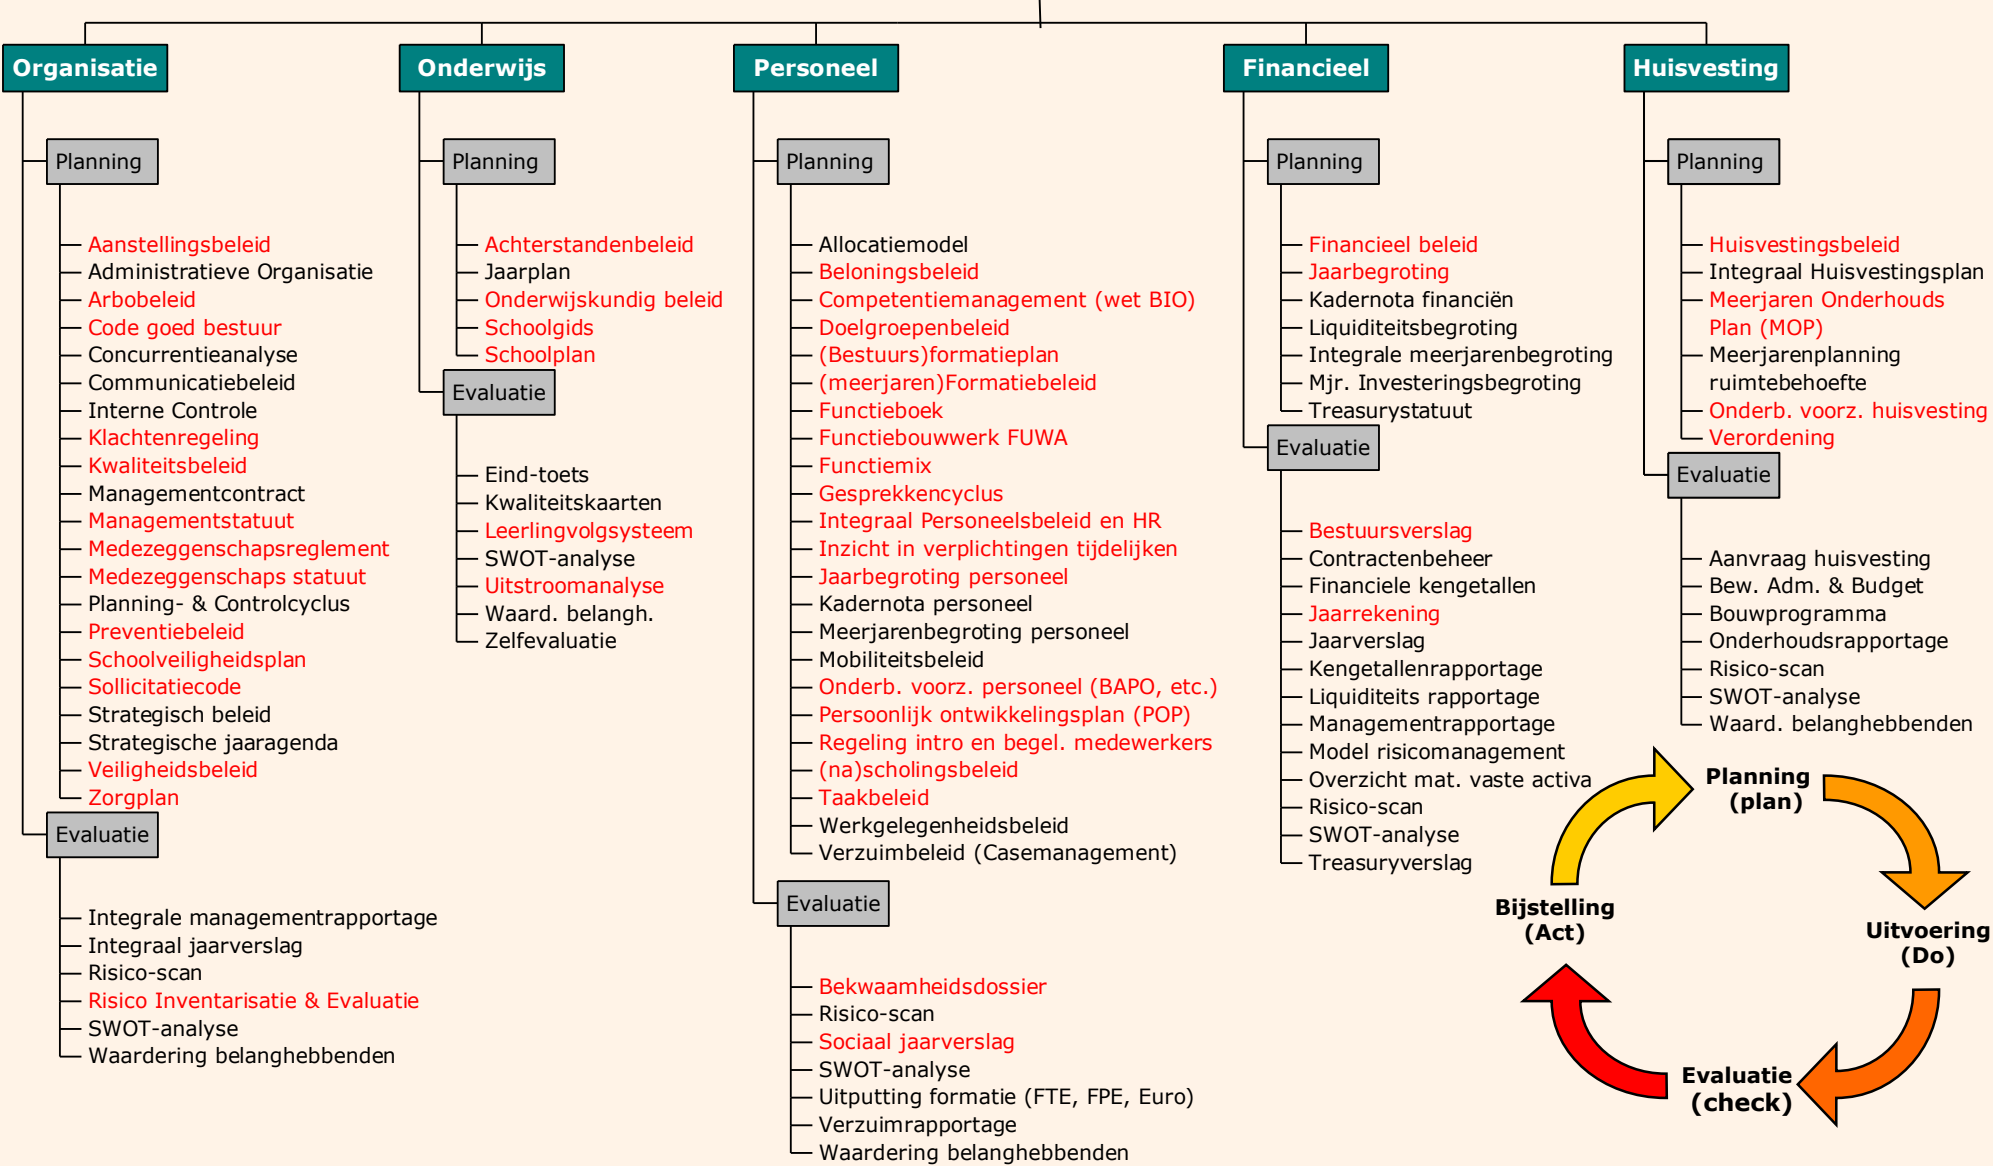 Organisatie
Planning
Aanstellingsbeleid
Administratieve Organisatie
Arbobeleid
Code goed bestuur
Concurrentieanalyse
Communicatiebeleid
Interne Controle
Klachtenregeling
Kwaliteitsbeleid
Managementcontract
Managementstatuut
Medezeggenschapsreglement
Medezeggenschaps statuut
Planning- & Controlcyclus
Preventiebeleid
Schoolveiligheidsplan
Sollicitatiecode
Strategisch beleid
Strategische jaaragenda
Veiligheidsbeleid
Zorgplan
Evaluatie
Integrale managementrapportage
Integraal jaarverslag
Risico-scan
Risico Inventarisatie & Evaluatie
SWOT-analyse
Waardering belanghebbenden
Onderwijs
Planning
Achterstandenbeleid
Jaarplan
Onderwijskundig beleid
Schoolgids
Schoolplan
Evaluatie
Eind-toets
Kwaliteitskaarten
Leerlingvolgsysteem
SWOT-analyse
Uitstroomanalyse
Waard. belangh.
Zelfevaluatie
Personeel
Planning
Allocatiemodel
Beloningsbeleid
Competentiemanagement (wet BIO)
Doelgroepenbeleid
(Bestuurs)formatieplan
(meerjaren)Formatiebeleid
Functieboek
Functiebouwwerk FUWA
Functiemix
Gesprekkencyclus
Integraal Personeelsbeleid en HR
Inzicht in verplichtingen tijdelijken
Jaarbegroting personeel
Kadernota personeel
Meerjarenbegroting personeel
Mobiliteitsbeleid
Onderb. voorz. personeel (BAPO, etc.)
Persoonlijk ontwikkelingsplan (POP)
Regeling intro en begel. medewerkers
(na)scholingsbeleid
Taakbeleid
Werkgelegenheidsbeleid
Verzuimbeleid (Casemanagement)
Evaluatie
Bekwaamheidsdossier
Risico-scan
Sociaal jaarverslag
SWOT-analyse
Uitputting formatie (FTE, FPE, Euro)
Verzuimrapportage
Waardering belanghebbenden
Financieel
Planning
Financieel beleid
Jaarbegroting
Kadernota financiën
Liquiditeitsbegroting
Integrale meerjarenbegroting
Mjr. Investeringsbegroting
Treasurystatuut
Evaluatie
Bestuursverslag
Contractenbeheer
Financiele kengetallen
Jaarrekening
Jaarverslag
Kengetallenrapportage
Liquiditeits rapportage
Managementrapportage
Model risicomanagement
Overzicht mat. vaste activa
Risico-scan
SWOT-analyse
Treasuryverslag
Huisvesting
Planning
Huisvestingsbeleid
Integraal Huisvestingsplan
Meerjaren Onderhouds
Plan (MOP)
Meerjarenplanning
ruimtebehoefte
Onderb. voorz. huisvesting
Verordening
Evaluatie
Aanvraag huisvesting
Bew. Adm. & Budget
Bouwprogramma
Onderhoudsrapportage
Risico-scan
SWOT-analyse
Waard. belanghebbenden
Planning
(plan)
Uitvoering
(Do)
Evaluatie
(check)
Bijstelling
(Act)